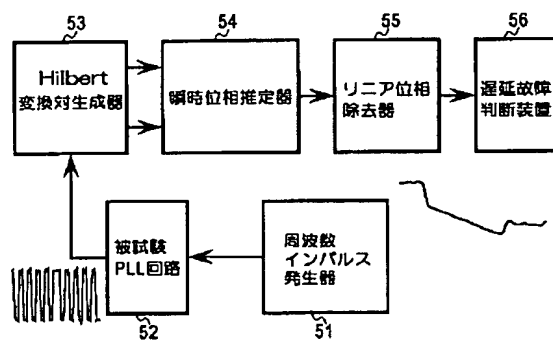 53
54
55
56
Hilbert
変換対生成器
瞬時位相推定器
リニア位相
除去器
遅延故障
判断装置
被試験
PLL回路
52
周波数
インパルス
発生器
51